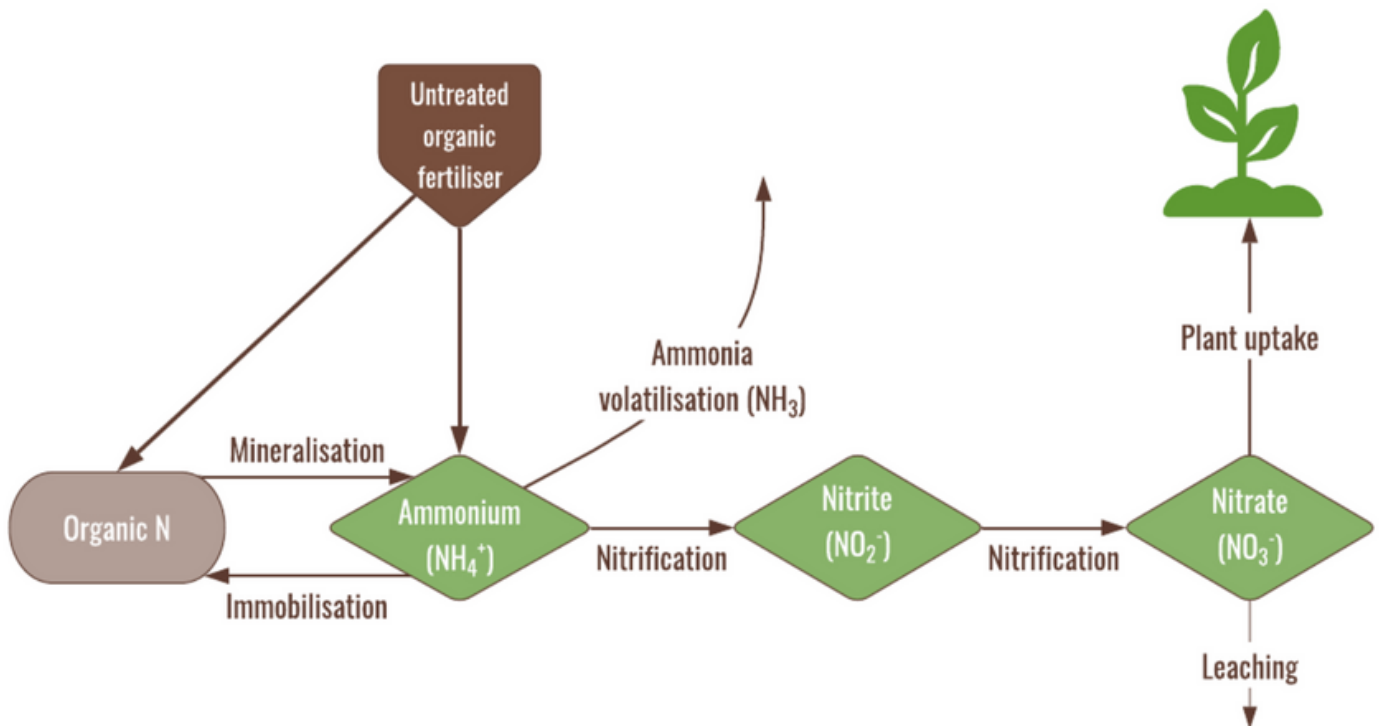 Untreated
organic
fertiliser
Ammonia
volatilisation (NH₃)
Plant uptake
Mineralisation
Organic N
Ammonium
(NH₄⁺)
Immobilisation
Nitrification
Nitrite
(NO₂⁻)
Nitrification
Nitrate
(NO₃⁻)
Leaching